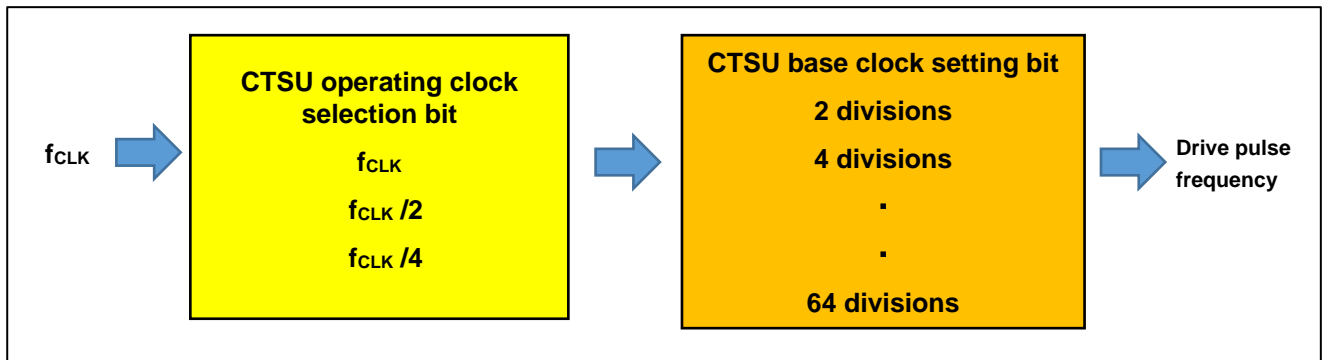 fCLK
CTSU operating clock
selection bit
fCLK
fCLK /2
fCLK /4
CTSU base clock setting bit
2 divisions
4 divisions
.
.
64 divisions
Drive pulse
frequency